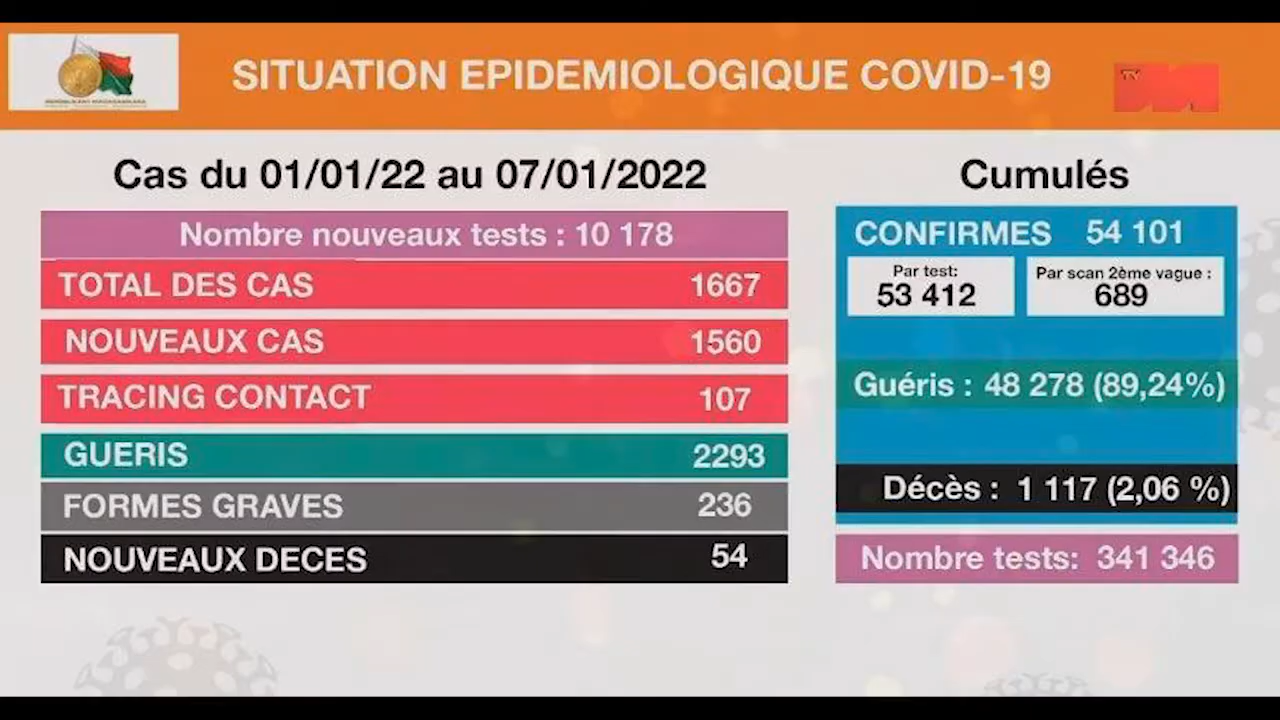 SITUATION EPIDEMIOLOGIQUE COVID-19
TV
Cas du 01/01/22 au 07/01/2022
Nombre nouveaux tests : 10 178
TOTAL DES CAS 1667
NOUVEAUX CAS 1560
TRACING CONTACT 107
GUERIS 2293
FORMES GRAVES 236
NOUVEAUX DECES 54
Cumulés
CONFIRMES 54 101
Par test:
53 412
Par scan 2ème vague :
689
Guéris : 48 278 (89,24%)
Décès : 1 117 (2,06 %)
Nombre tests: 341 346